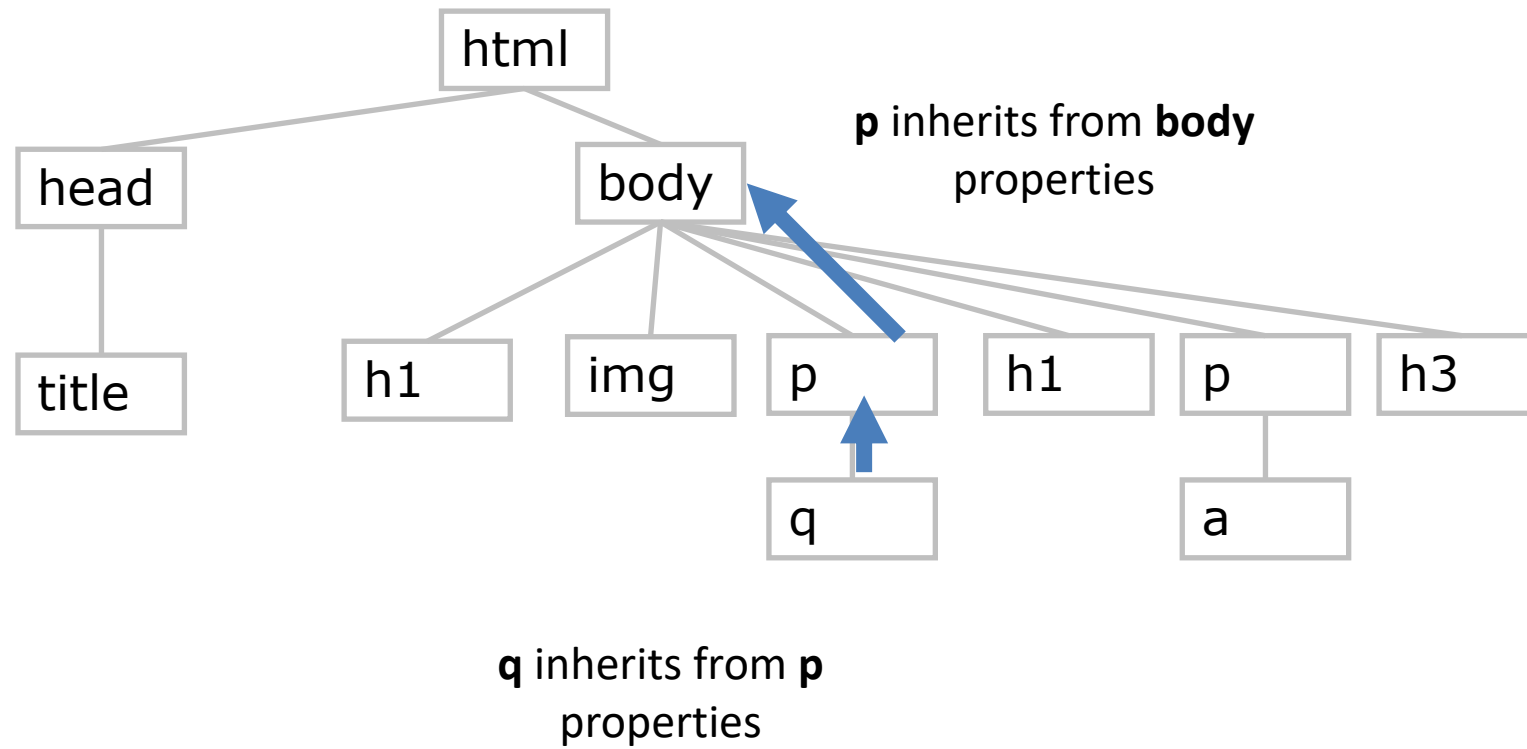 html
p inherits from body
properties
head
body
title
h1
img
p
h1
p
h3
q
a
q inherits from p
properties